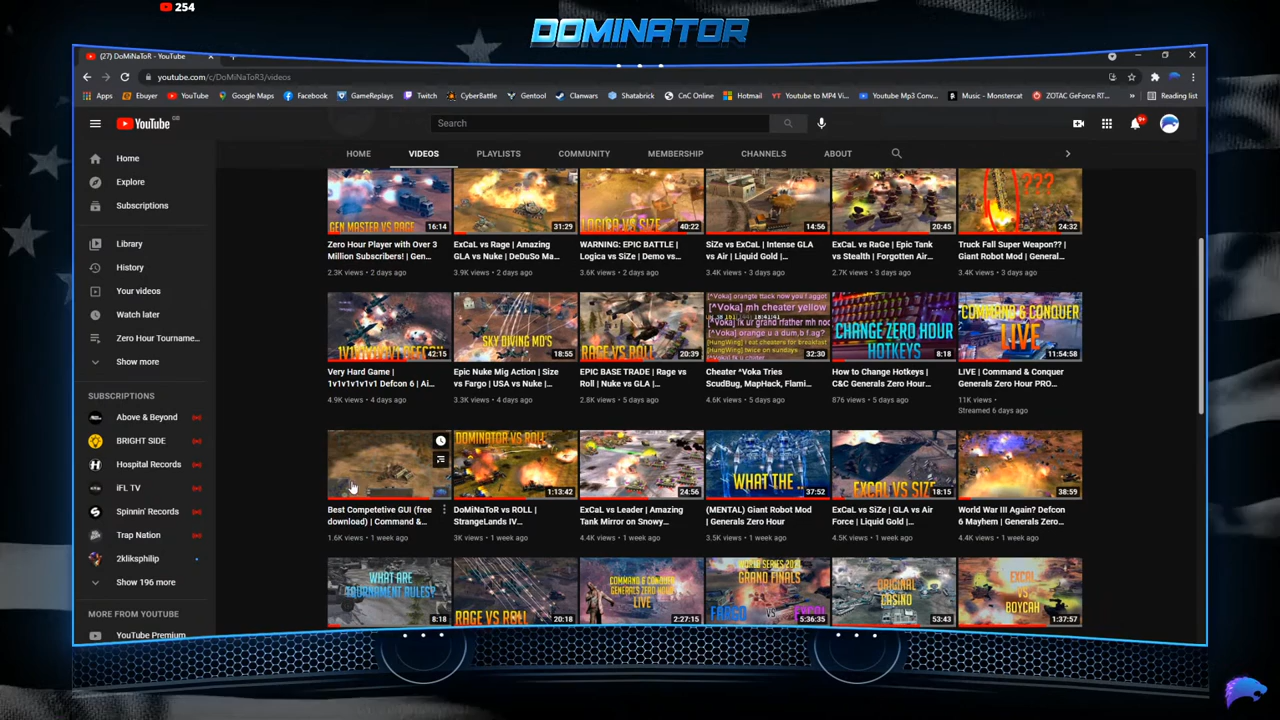 254
DOMINATOR
(27) DoMiNaToR - YouTube
youtube.com/c/DoMiNaToR3/videos
Apps Ebuyer YouTube Google Maps Facebook GameReplays Twitch CyberBattle Gentool Clanwars Shatabrick CnC Online Hotmail Youtube to MP4 Vi... Youtube Mp3 Conv... Music - Monstercat ZOTAC GeForce RT... » Reading list
YouTube GB
Search
9+
HOME VIDEOS PLAYLISTS COMMUNITY MEMBERSHIP CHANNELS ABOUT
Home
Explore
Subscriptions
Library
History
Your videos
Watch later
Zero Hour Tourname...
Show more
SUBSCRIPTIONS
Above & Beyond
BRIGHT SIDE
Hospital Records
iFL TV
Spinnin' Records
Trap Nation
2kliksphilip
Show 196 more
MORE FROM YOUTUBE
YouTube Premium
???
GEN MASTER VS RAGE
LOGICA VS SIZE
16:14 31:29 40:22 14:56 20:45 24:32
Zero Hour Player with Over 3 Million Subscribers! | Gen...
2.3K views • 2 days ago
ExCaL vs Rage | Amazing GLA vs Nuke | DeDuSo Ma...
3.9K views • 2 days ago
WARNING: EPIC BATTLE | Logica vs SiZe | Demo vs...
3.6K views • 2 days ago
SiZe vs ExCaL | Intense GLA vs Air | Liquid Gold |...
3.4K views • 3 days ago
ExCaL vs RaGe | Epic Tank vs Stealth | Forgotten Air...
2.7K views • 3 days ago
Truck Fall Super Weapon?? | Giant Robot Mod | General...
3.4K views • 3 days ago
1V1V1V1V1 DEFCON 6
SKY DIVING MD'S
RAGE VS ROLL
CHANGE ZERO HOUR HOTKEYS
COMMAND & CONQUER LIVE
42:15 18:55 20:39 32:30 8:18 11:54:58
Very Hard Game | 1v1v1v1v1v1 Defcon 6 | Ai...
4.9K views • 4 days ago
Epic Nuke Mig Action | Size vs Fargo | USA vs Nuke |...
3.3K views • 4 days ago
EPIC BASE TRADE | Rage vs Roll | Nuke vs GLA |...
2.8K views • 5 days ago
Cheater ^Voka Tries ScudBug, MapHack, Flami...
4.6K views • 5 days ago
How to Change Hotkeys | C&C Generals Zero Hour...
876 views • 5 days ago
LIVE | Command & Conquer Generals Zero Hour PRO...
11K views •
Streamed 6 days ago
DOMINATOR VS ROLL
WHAT THE ..
EXCAL VS SIZE
1:13:42 24:56 37:52 18:15 38:59
Best Competetive GUI (free download) | Command &...
1.6K views • 1 week ago
DoMiNaToR vs ROLL | StrangeLands IV...
3K views • 1 week ago
ExCaL vs Leader | Amazing Tank Mirror on Snowy...
4.4K views • 1 week ago
(MENTAL) Giant Robot Mod | Generals Zero Hour
3.5K views • 1 week ago
ExCaL vs SiZe | GLA vs Air Force | Liquid Gold |...
4.4K views • 1 week ago
World War III Again? Defcon 6 Mayhem | Generals Zero...
4.4K views • 1 week ago
WHAT ARE TOURNAMENT RULES?
RAGE VS ROLL
COMMAND & CONQUER GENERALS ZERO HOUR LIVE
WORLD SERIES 2021 GRAND FINALS FARGO VS EXCAL
ORIGINAL CASINO
EXCAL VS BOYCAH
8:18 20:18 2:27:15 5:36:35 53:43 1:37:57